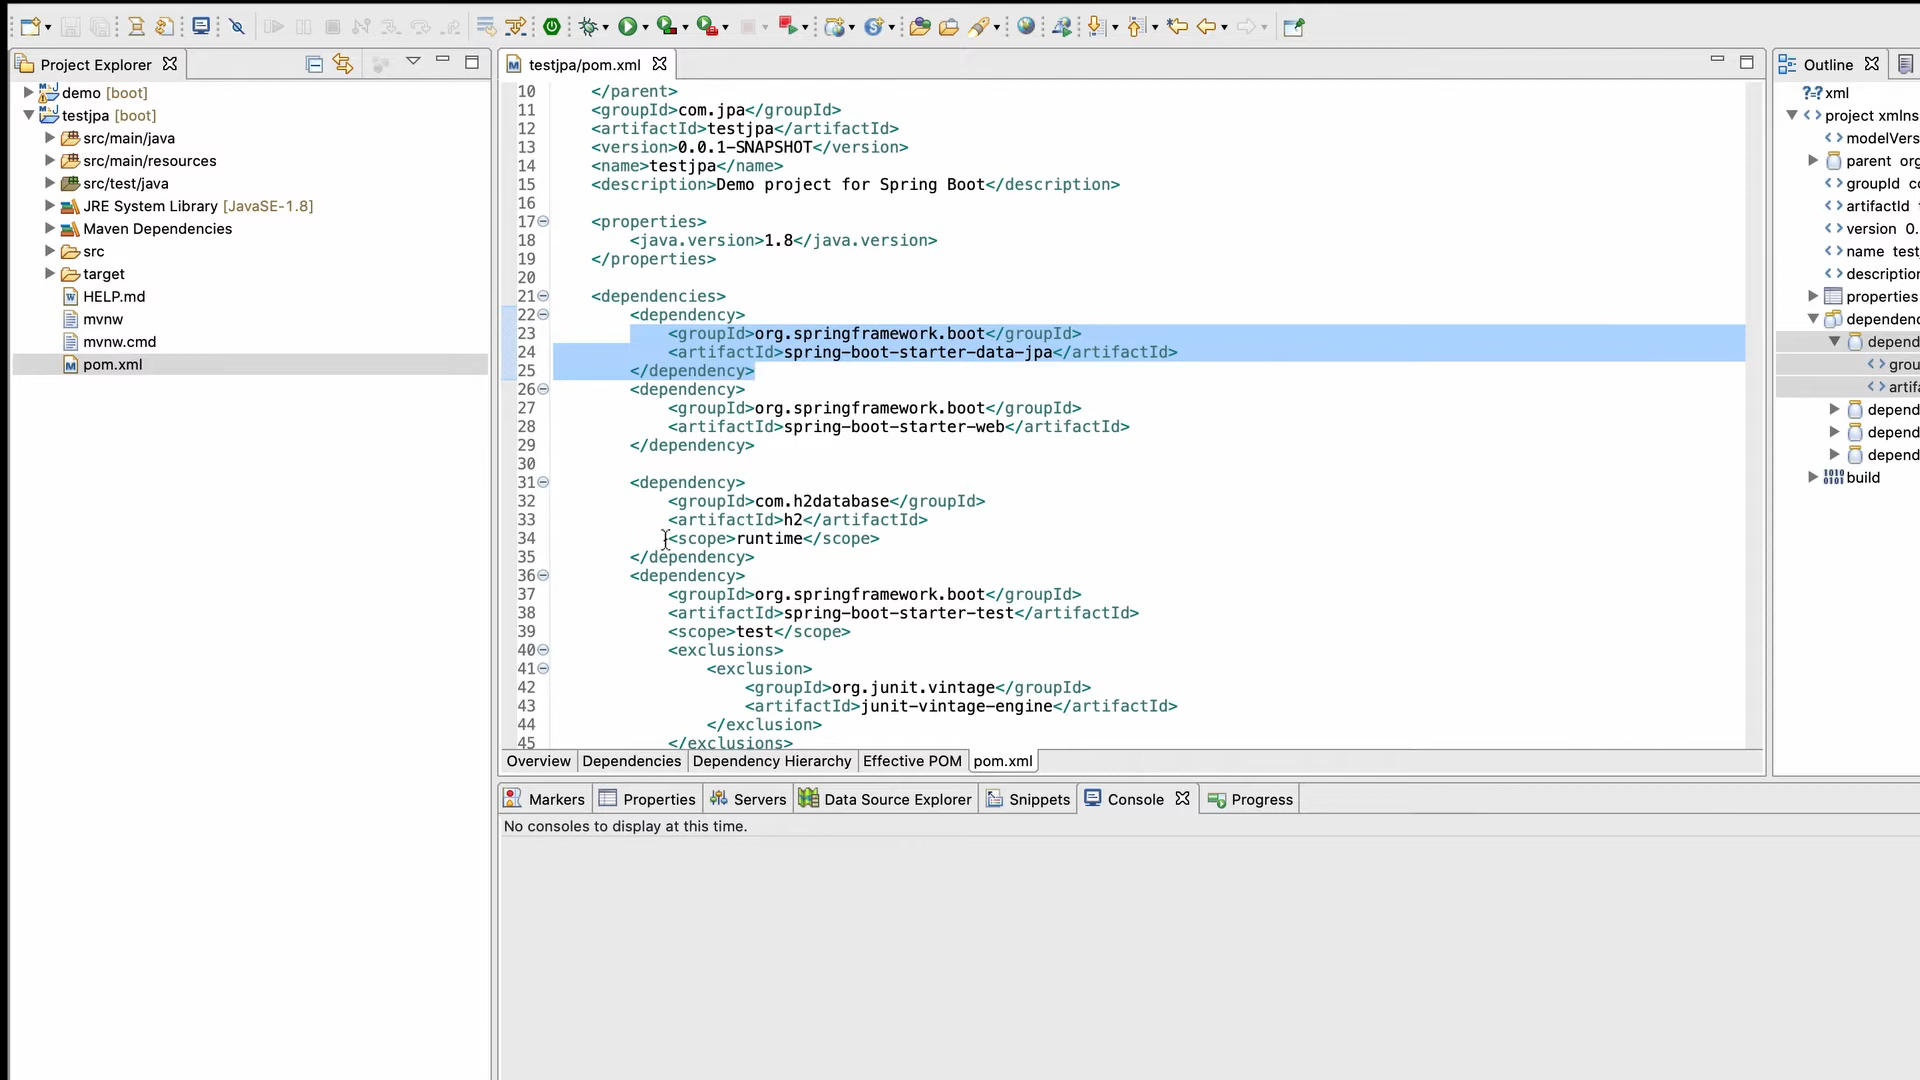 Project Explorer
demo [boot]
testjpa [boot]
src/main/java
src/main/resources
src/test/java
JRE System Library [JavaSE-1.8]
Maven Dependencies
src
target
HELP.md
mvnw
mvnw.cmd
pom.xml
testjpa/pom.xml
10 </parent>
11 <groupId>com.jpa</groupId>
12 <artifactId>testjpa</artifactId>
13 <version>0.0.1-SNAPSHOT</version>
14 <name>testjpa</name>
15 <description>Demo project for Spring Boot</description>
16
17 <properties>
18 <java.version>1.8</java.version>
19 </properties>
20
21 <dependencies>
22 <dependency>
23 <groupId>org.springframework.boot</groupId>
24 <artifactId>spring-boot-starter-data-jpa</artifactId>
25 </dependency>
26 <dependency>
27 <groupId>org.springframework.boot</groupId>
28 <artifactId>spring-boot-starter-web</artifactId>
29 </dependency>
30
31 <dependency>
32 <groupId>com.h2database</groupId>
33 <artifactId>h2</artifactId>
34 <scope>runtime</scope>
35 </dependency>
36 <dependency>
37 <groupId>org.springframework.boot</groupId>
38 <artifactId>spring-boot-starter-test</artifactId>
39 <scope>test</scope>
40 <exclusions>
41 <exclusion>
42 <groupId>org.junit.vintage</groupId>
43 <artifactId>junit-vintage-engine</artifactId>
44 </exclusion>
45 </exclusions>
Overview Dependencies Dependency Hierarchy Effective POM pom.xml
Outline
?=? xml
project xmlns
modelVers
parent org
groupId co
artifactId t
version 0.
name test
description
properties
dependenc
depend
grou
artifa
depend
depend
depend
build
Markers Properties Servers Data Source Explorer Snippets Console Progress
No consoles to display at this time.